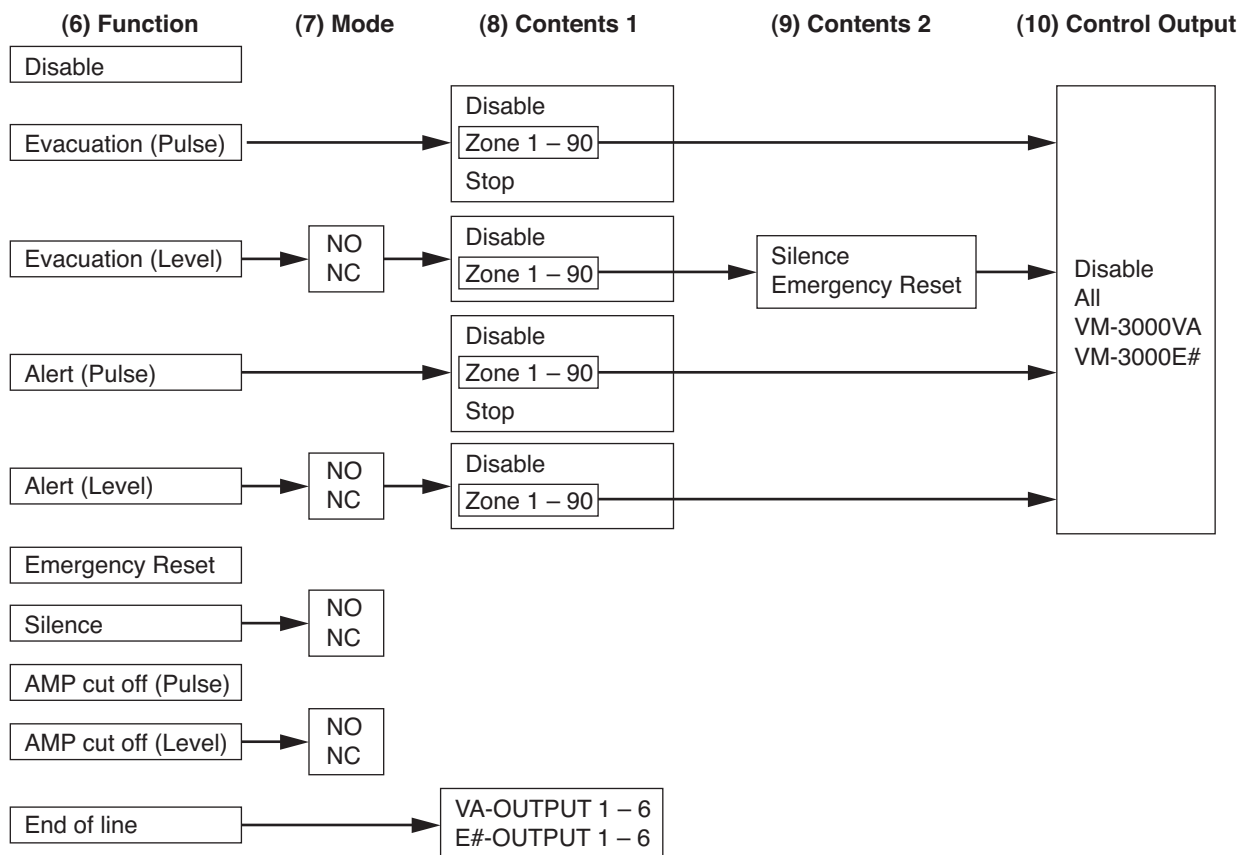 (6) Function (7) Mode (8) Contents 1 (9) Contents 2 (10) Control Output
Disable
Evacuation (Pulse)
Disable
Zone 1 – 90
Stop
Evacuation (Level)
NO
NC
Disable
Zone 1 – 90
Silence
Emergency Reset
Alert (Pulse)
Disable
Zone 1 – 90
Stop
Alert (Level)
NO
NC
Disable
Zone 1 – 90
Disable
All
VM-3000VA
VM-3000E#
Emergency Reset
Silence
NO
NC
AMP cut off (Pulse)
AMP cut off (Level)
NO
NC
End of line
VA-OUTPUT 1 – 6
E#-OUTPUT 1 – 6